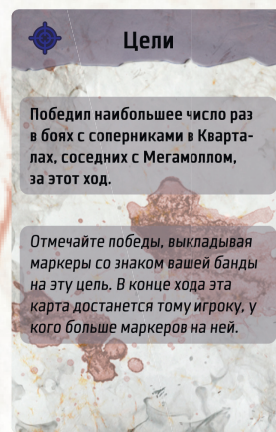 Цели
Победил наибольшее число раз
в боях с соперниками в Кварта-
лах, соседних с Мегамоллом,
за этот ход.
Отмечайте победы, выкладывая
маркеры со знаком вашей банды
на эту цель. В конце хода эта
карта достанется тому игроку, у
кого больше маркеров на ней.